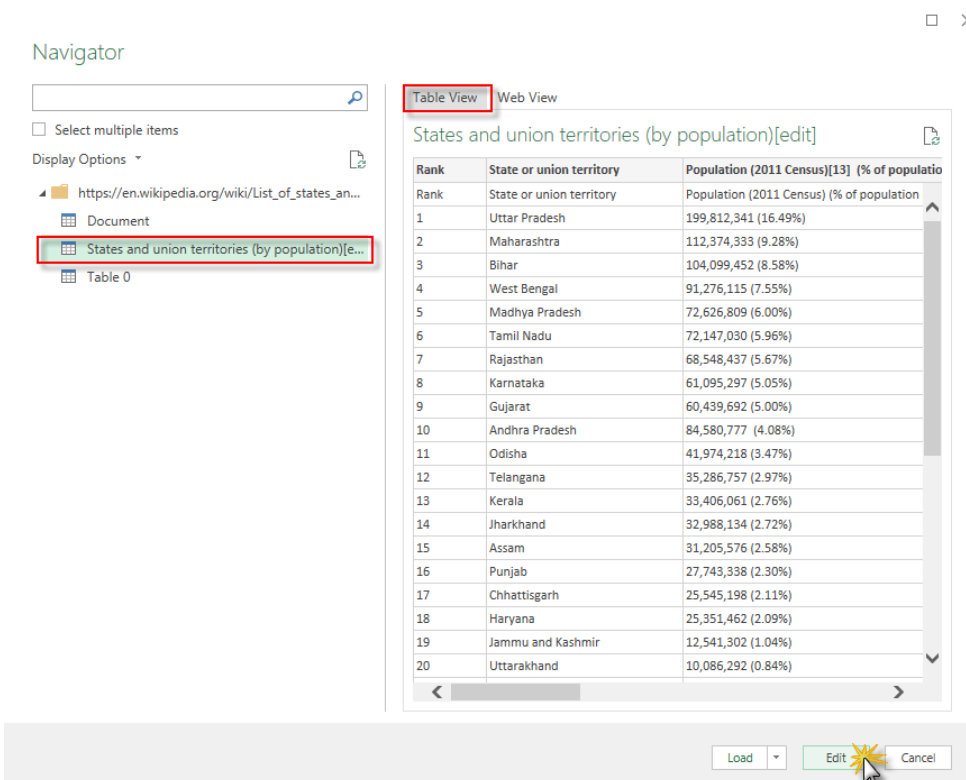 Navigator
Select multiple items
Display Options
https://en.wikipedia.org/wiki/List_of_states_an...
Document
States and union territories (by population)[e...
Table 0
Table View Web View
States and union territories (by population)[edit]
Rank State or union territory Population (2011 Census)[13] (% of populatio
Rank State or union territory Population (2011 Census) (% of population
1 Uttar Pradesh 199,812,341 (16.49%)
2 Maharashtra 112,374,333 (9.28%)
3 Bihar 104,099,452 (8.58%)
4 West Bengal 91,276,115 (7.55%)
5 Madhya Pradesh 72,626,809 (6.00%)
6 Tamil Nadu 72,147,030 (5.96%)
7 Rajasthan 68,548,437 (5.67%)
8 Karnataka 61,095,297 (5.05%)
9 Gujarat 60,439,692 (5.00%)
10 Andhra Pradesh 84,580,777 (4.08%)
11 Odisha 41,974,218 (3.47%)
12 Telangana 35,286,757 (2.97%)
13 Kerala 33,406,061 (2.76%)
14 Jharkhand 32,988,134 (2.72%)
15 Assam 31,205,576 (2.58%)
16 Punjab 27,743,338 (2.30%)
17 Chhattisgarh 25,545,198 (2.11%)
18 Haryana 25,351,462 (2.09%)
19 Jammu and Kashmir 12,541,302 (1.04%)
20 Uttarakhand 10,086,292 (0.84%)
Load Edit Cancel